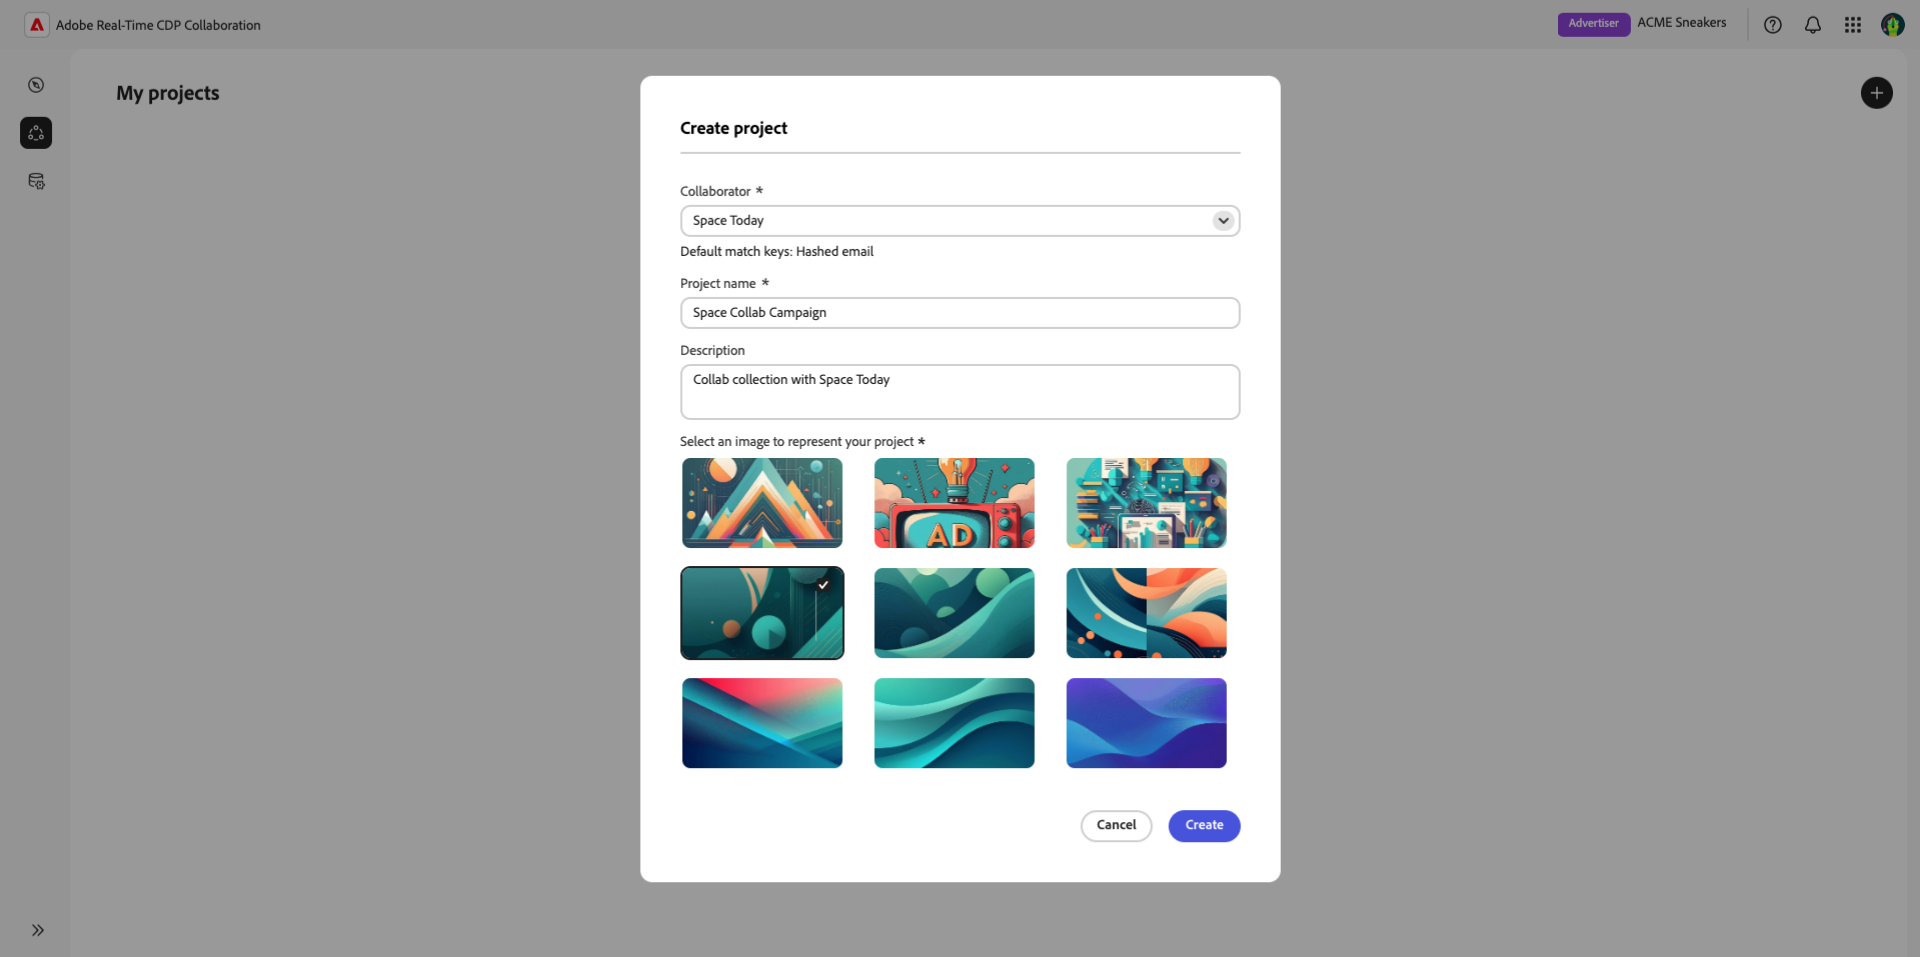 Adobe Real-Time CDP Collaboration
Advertiser ACME Sneakers
My projects
Create project
Collaborator *
Space Today
Default match keys: Hashed email
Project name *
Space Collab Campaign
Description
Collab collection with Space Today
Select an image to represent your project *
AD
Cancel Create